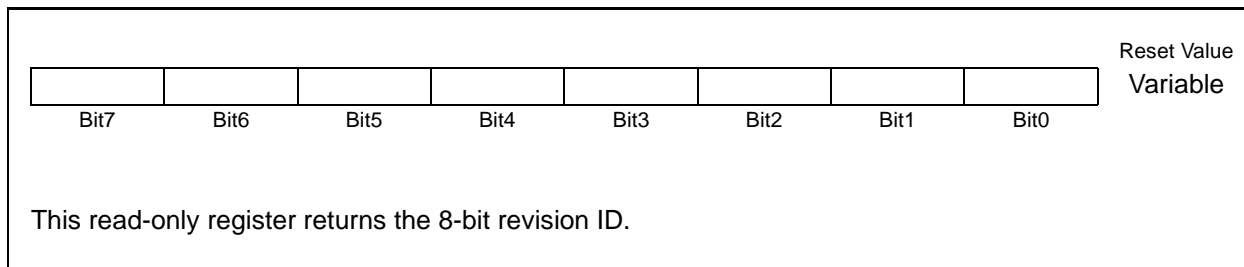 Reset Value
Variable
Bit7 Bit6 Bit5 Bit4 Bit3 Bit2 Bit1 Bit0
This read-only register returns the 8-bit revision ID.